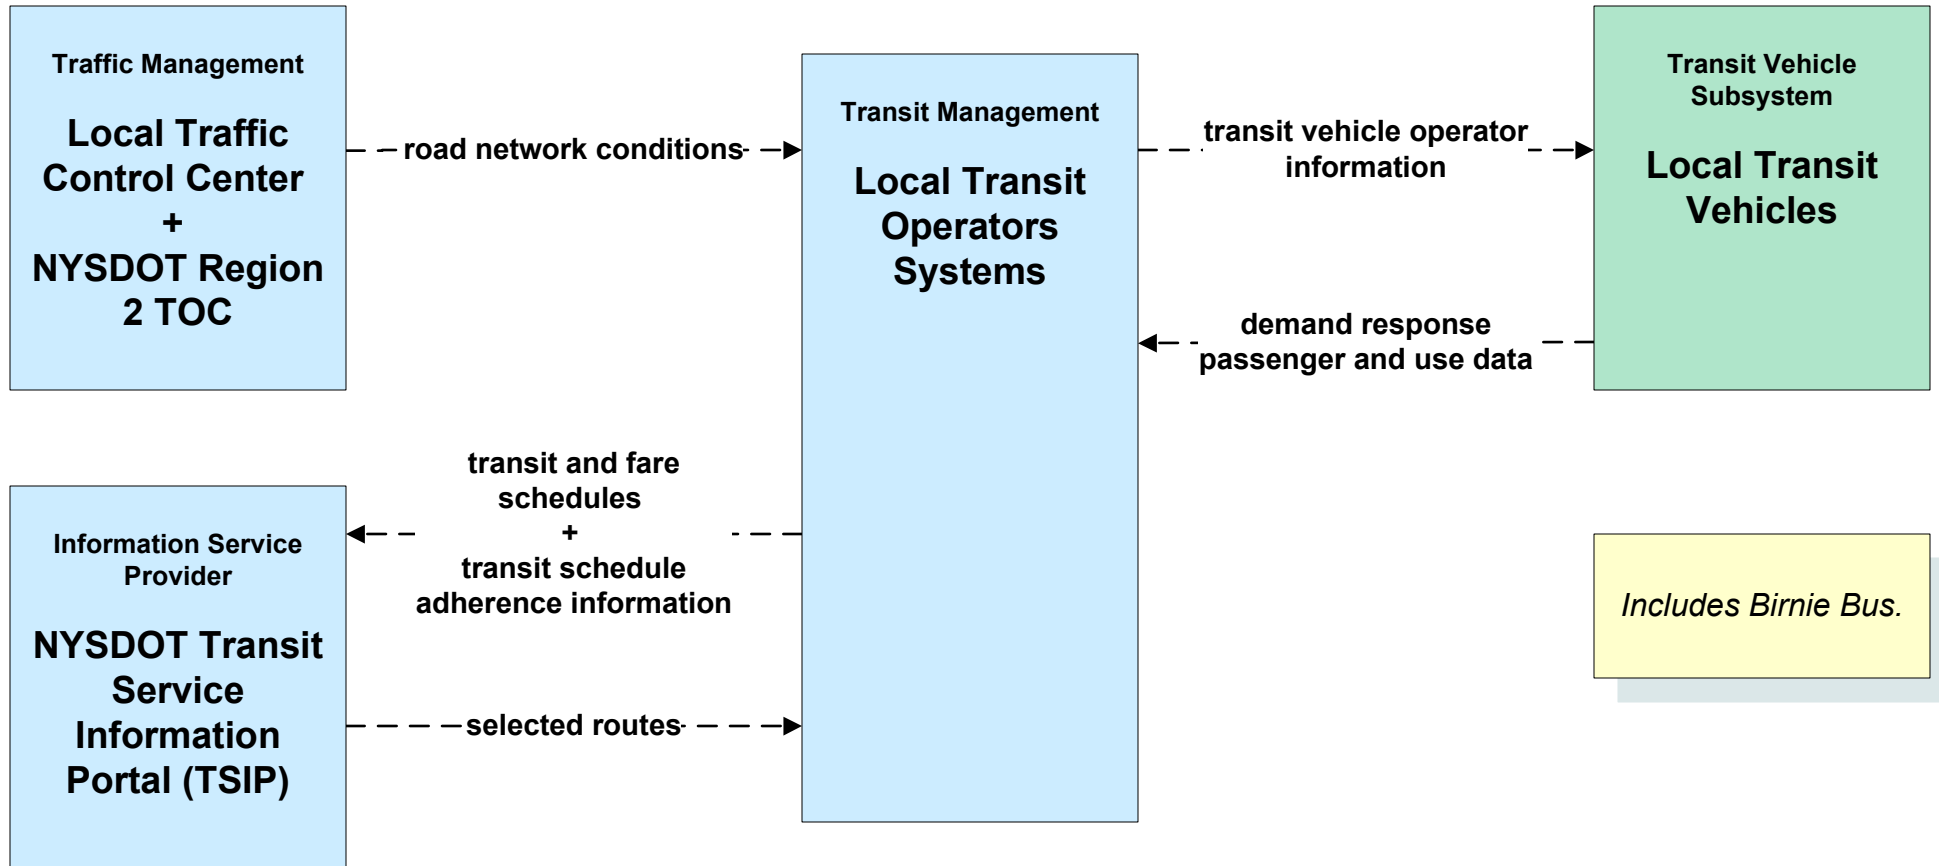 Traffic Management
Local Traffic
Control Center
+
NYSDOT Region
2 TOC
road network conditions
Transit Management
Local Transit
Operators
Systems
transit vehicle operator
information
Transit Vehicle
Subsystem
Local Transit
Vehicles
demand response
passenger and use data
transit and fare
schedules
+
transit schedule
adherence information
Information Service
Provider
NYSDOT Transit
Service
Information
Portal (TSIP)
selected routes
Includes Birnie Bus.